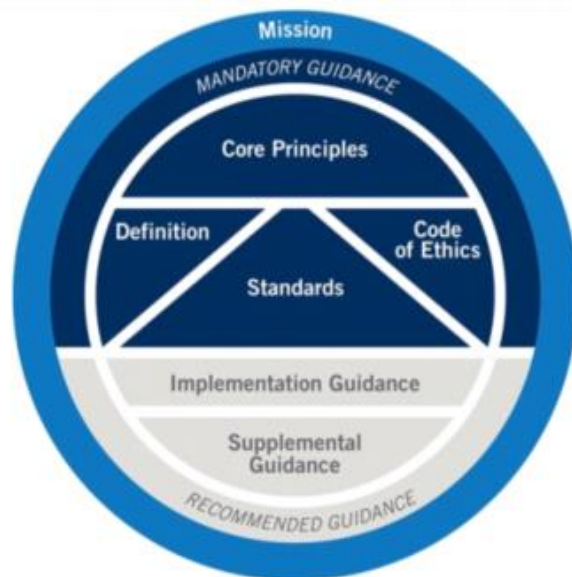 Mission
MANDATORY GUIDANCE
Core Principles
Definition
Code
of Ethics
Standards
Implementation Guidance
Supplemental
Guidance
RECOMMENDED GUIDANCE